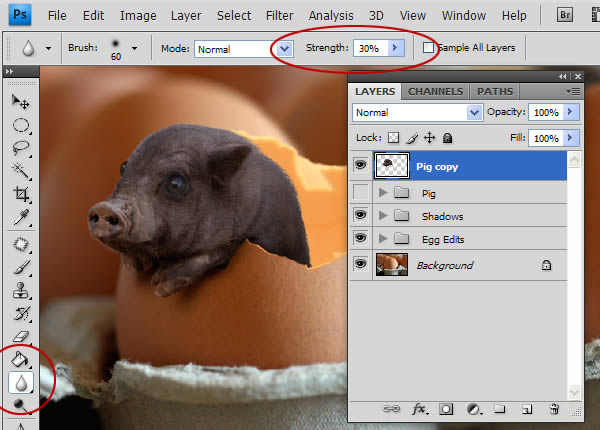 Ps File Edit Image Layer Select Filter Analysis 3D View Window Help Br
Brush: 60 Mode: Normal Strength: 30% Sample All Layers
LAYERS CHANNELS PATHS
Normal Opacity: 100%
Lock: Fill: 100%
Pig copy
Pig
Shadows
Egg Edits
Background
fx